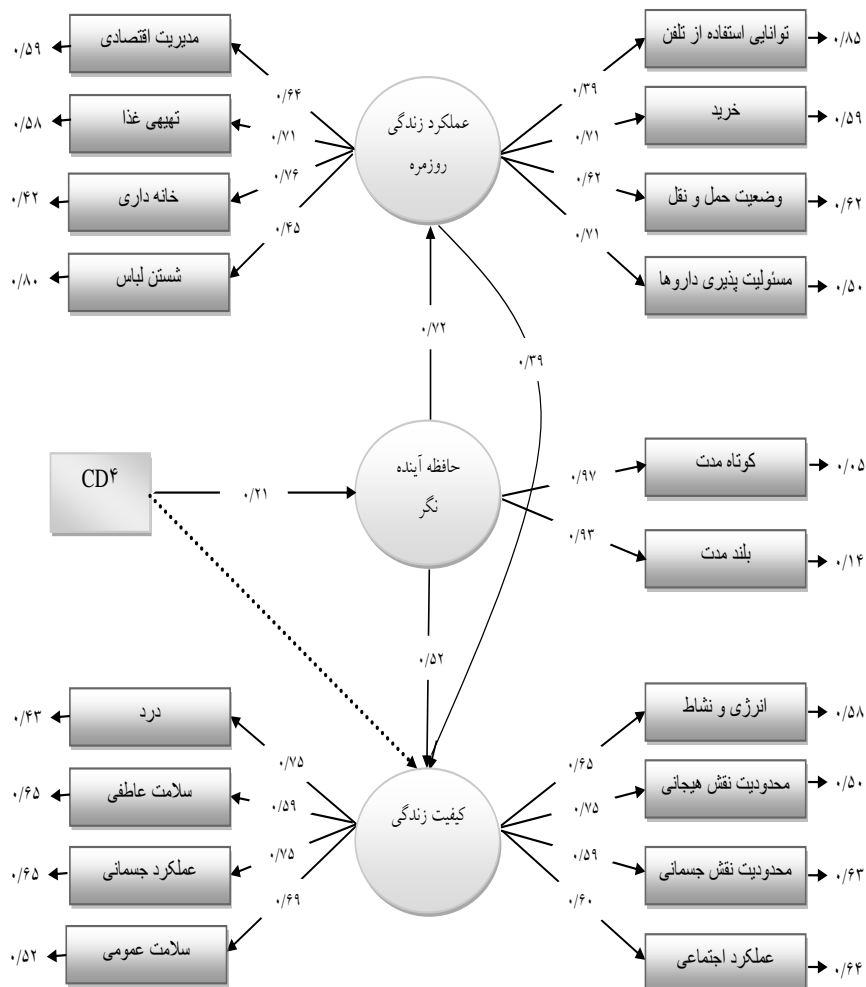 توانایی استفاده از تلفن
۰/۸۵
مدیریت اقتصادی
۰/۵۹
۰/۳۹
۰/۶۴
خرید
۰/۵۹
عملکرد زندگی
روزمره
تهیهی غذا
۰/۵۸
۰/۷۱
۰/۷۱
وضعیت حمل و نقل
۰/۶۲
۰/۶۲
۰/۷۶
خانه داری
۰/۴۲
مسئولیت پذیری داروها
۰/۵۰
۰/۷۱
۰/۴۵
شستن لباس
۰/۸۰
۰/۷۲
۰/۳۹
کوتاه مدت
۰/۰۵
۰/۹۷
حافظه آینده
نگر
۰/۲۱
CD۴
۰/۹۳
بلند مدت
۰/۱۴
۰/۵۲
انرژی و نشاط
۰/۵۸
درد
۰/۴۳
۰/۶۵
۰/۷۵
محدودیت نقش هیجانی
۰/۵۰
سلامت عاطفی
۰/۶۵
۰/۷۵
۰/۵۹
کیفیت زندگی
محدودیت نقش جسمانی
۰/۶۳
۰/۵۹
۰/۷۵
عملکرد جسمانی
۰/۶۵
۰/۶۰
۰/۶۹
عملکرد اجتماعی
۰/۶۴
سلامت عمومی
۰/۵۲